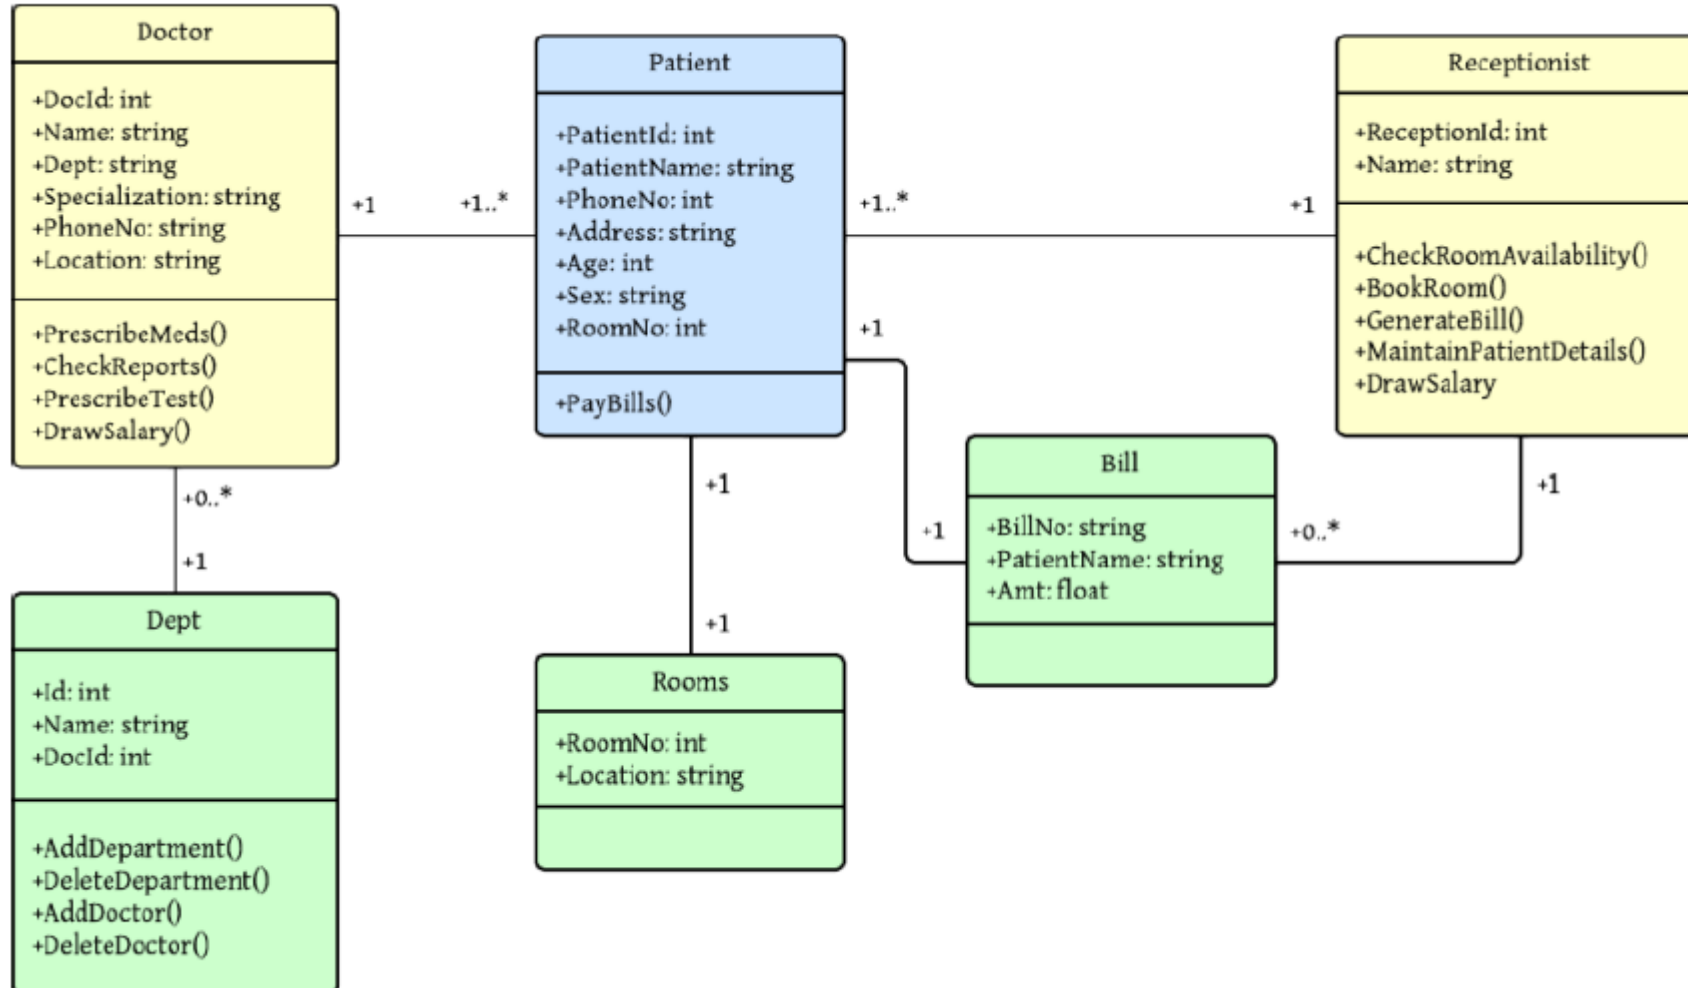 Doctor
+DocId: int
+Name: string
+Dept: string
+Specialization: string
+PhoneNo: string
+Location: string
+PrescribeMeds()
+CheckReports()
+PrescribeTest()
+DrawSalary()
+1
+1..*
Patient
+PatientId: int
+PatientName: string
+PhoneNo: int
+Address: string
+Age: int
+Sex: string
+RoomNo: int
+PayBills()
+1..*
+1
Receptionist
+ReceptionId: int
+Name: string
+CheckRoomAvailability()
+BookRoom()
+GenerateBill()
+MaintainPatientDetails()
+DrawSalary
+1
+1
Bill
+BillNo: string
+PatientName: string
+Amt: float
+0..*
+1
+0..*
+1
Dept
+Id: int
+Name: string
+DocId: int
+AddDepartment()
+DeleteDepartment()
+AddDoctor()
+DeleteDoctor()
+1
+1
Rooms
+RoomNo: int
+Location: string